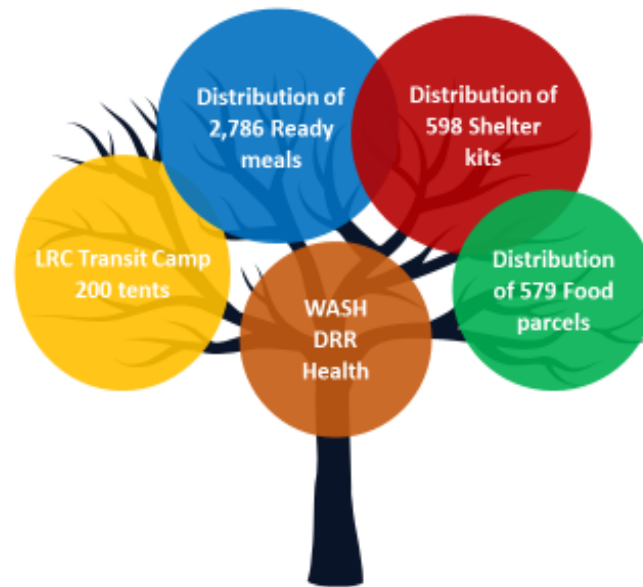 Distribution of
2,786 Ready
meals
Distribution of
598 Shelter
kits
LRC Transit Camp
200 tents
WASH
DRR
Health
Distribution
of 579 Food
parcels